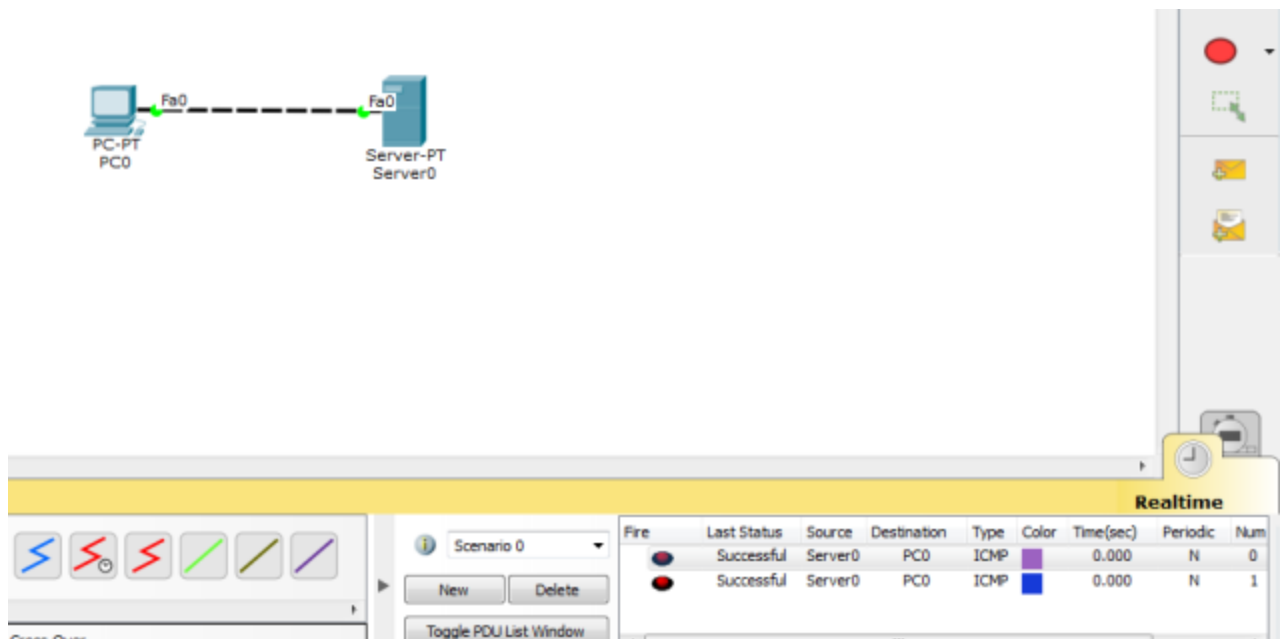 Fa0
Fa0
PC-PT
PC0
Server-PT
Server0
Realtime
Scenario 0
New
Delete
Toggle PDU List Window
Fire Last Status Source Destination Type Color Time(sec) Periodic Num
Successful Server0 PC0 ICMP 0.000 N 0
Successful Server0 PC0 ICMP 0.000 N 1